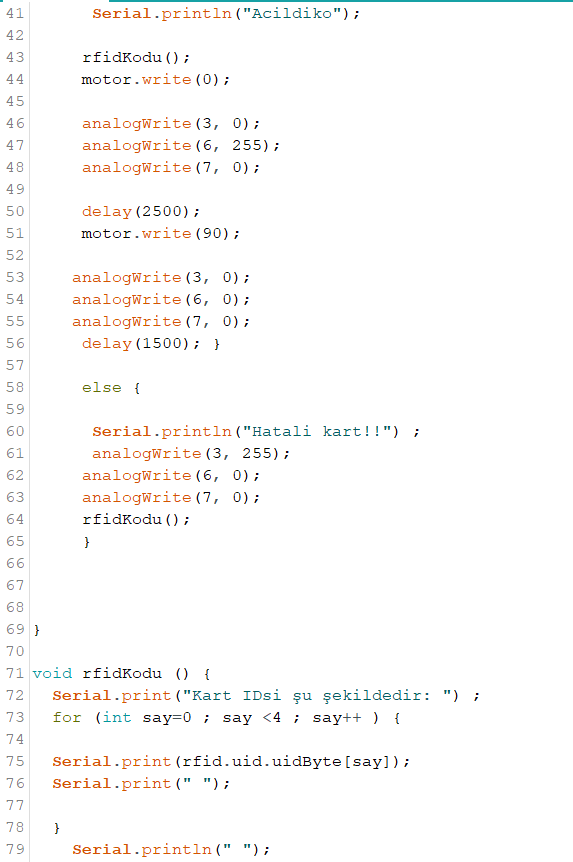 41 Serial.println("Acildiko");
42
43 rfidKodu();
44 motor.write(0);
45
46 analogWrite(3, 0);
47 analogWrite(6, 255);
48 analogWrite(7, 0);
49
50 delay(2500);
51 motor.write(90);
52
53 analogWrite(3, 0);
54 analogWrite(6, 0);
55 analogWrite(7, 0);
56 delay(1500); }
57
58 else {
59
60 Serial.println("Hatali kart!!") ;
61 analogWrite(3, 255);
62 analogWrite(6, 0);
63 analogWrite(7, 0);
64 rfidKodu();
65 }
66
67
68
69 }
70
71 void rfidKodu () {
72 Serial.print("Kart IDsi şu şekildedir: ") ;
73 for (int say=0 ; say <4 ; say++ ) {
74
75 Serial.print(rfid.uid.uidByte[say]);
76 Serial.print(" ");
77
78 }
79 Serial.println(" ");